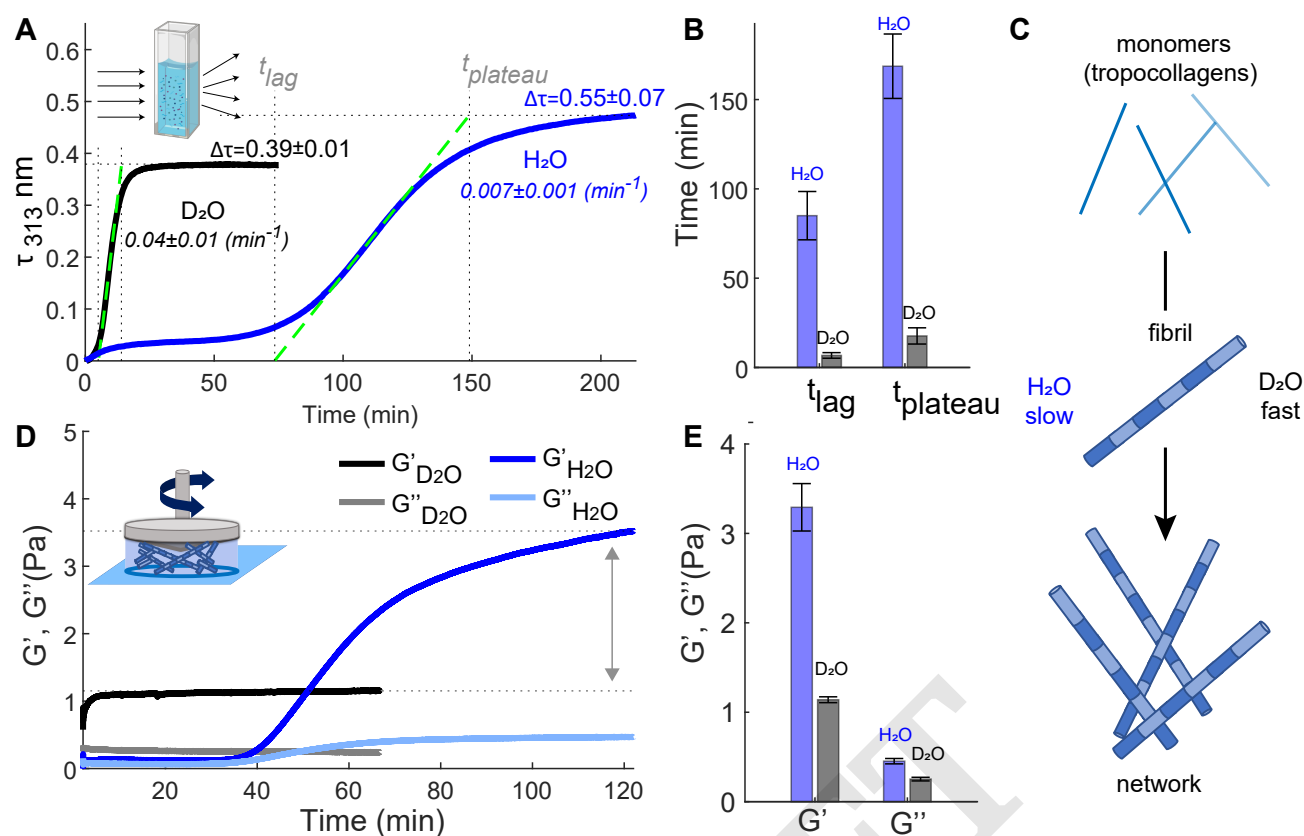 A
0.6
0.5
0.4
0.3
0.2
0.1
0
τ 313 nm
t_lag
t_plateau
Δτ=0.55±0.07
Δτ=0.39±0.01
H₂O
0.007±0.001 (min⁻¹)
D₂O
0.04±0.01 (min⁻¹)
0 50 100 150 200
Time (min)
B
150
100
50
0
Time (min)
H₂O
H₂O
D₂O
D₂O
t_lag
t_plateau
C
monomers
(tropocollagens)
fibril
H₂O
slow
D₂O
fast
network
D
5
4
3
2
1
0
G', G''(Pa)
G'_D2O
G'_H2O
G''_D2O
G''_H2O
20 40 60 80 100 120
Time (min)
E
4
3
2
1
0
G', G''(Pa)
H₂O
D₂O
H₂O
D₂O
G'
G''